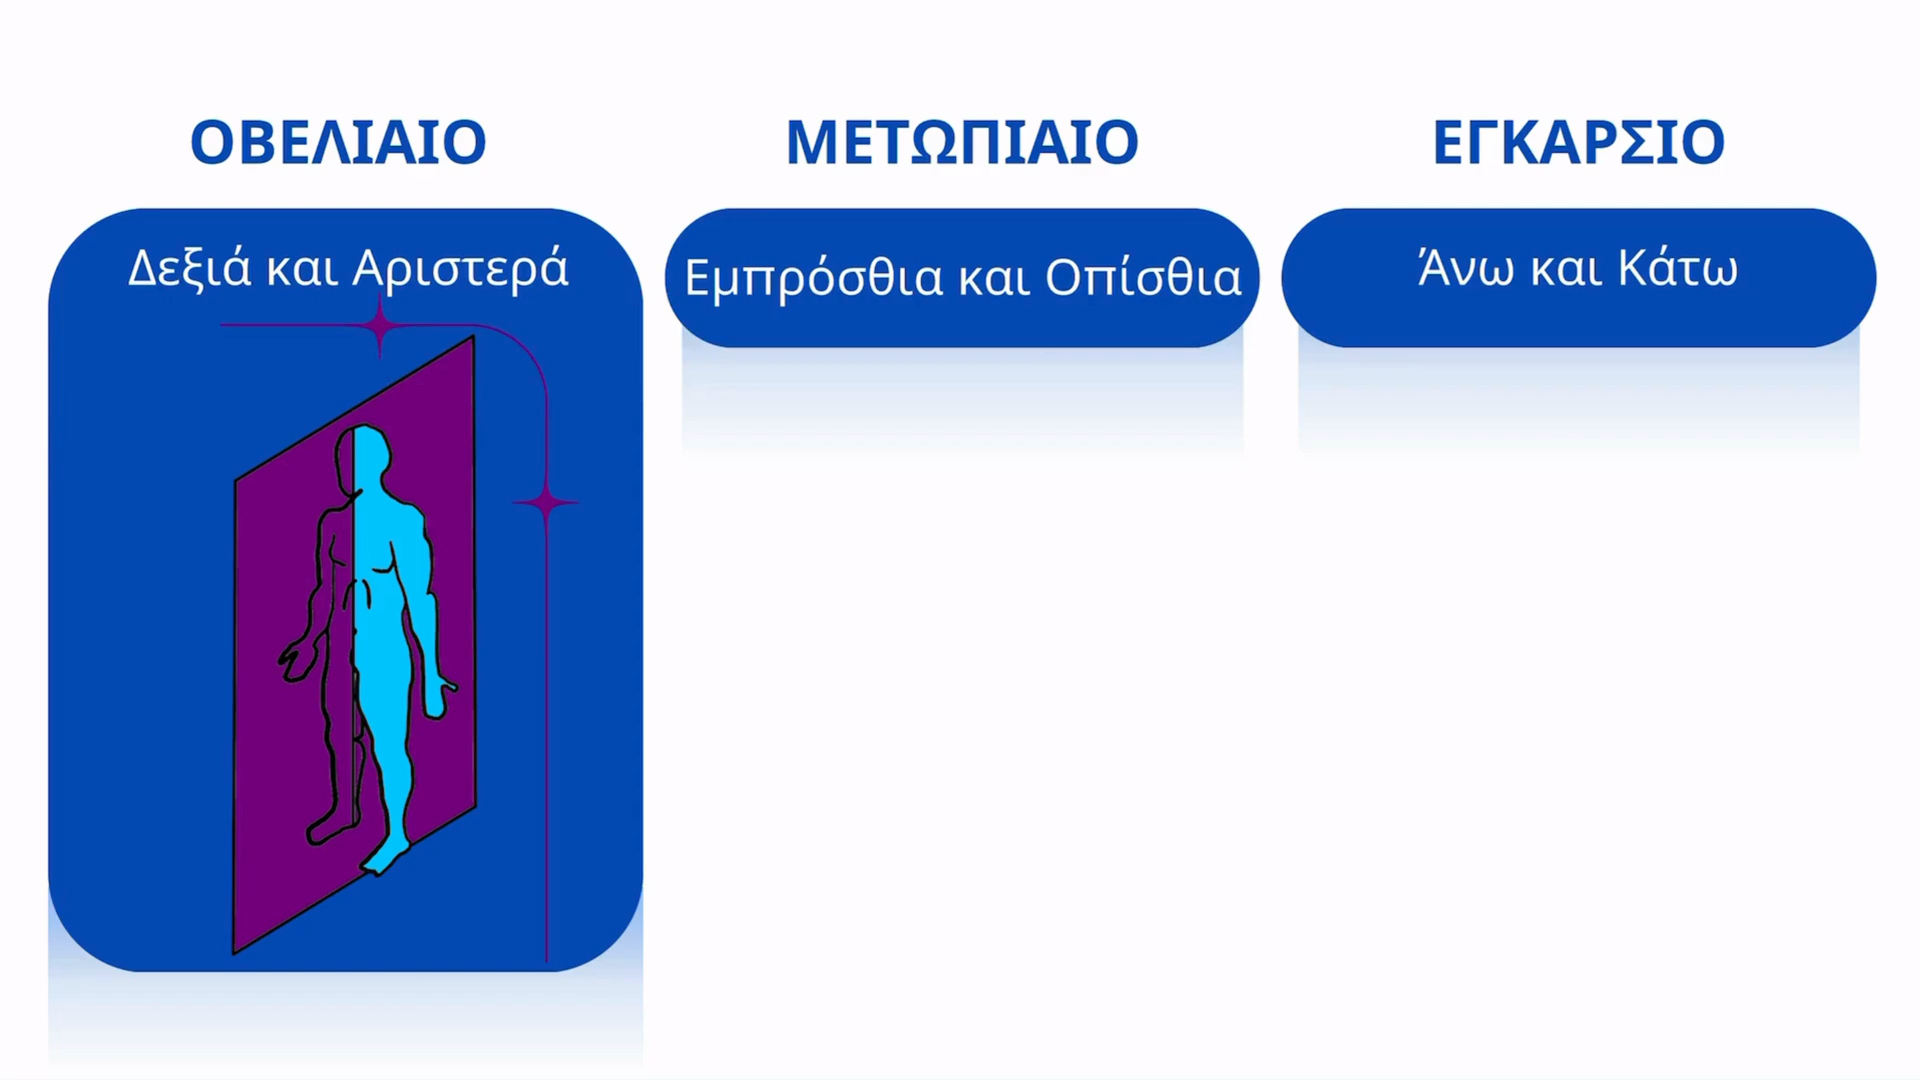 ΟΒΕΛΙΑΙΟ
Δεξιά και Αριστερά
ΜΕΤΩΠΙΑΙΟ
Εμπρόσθια και Οπίσθια
ΕΓΚΑΡΣΙΟ
Άνω και Κάτω